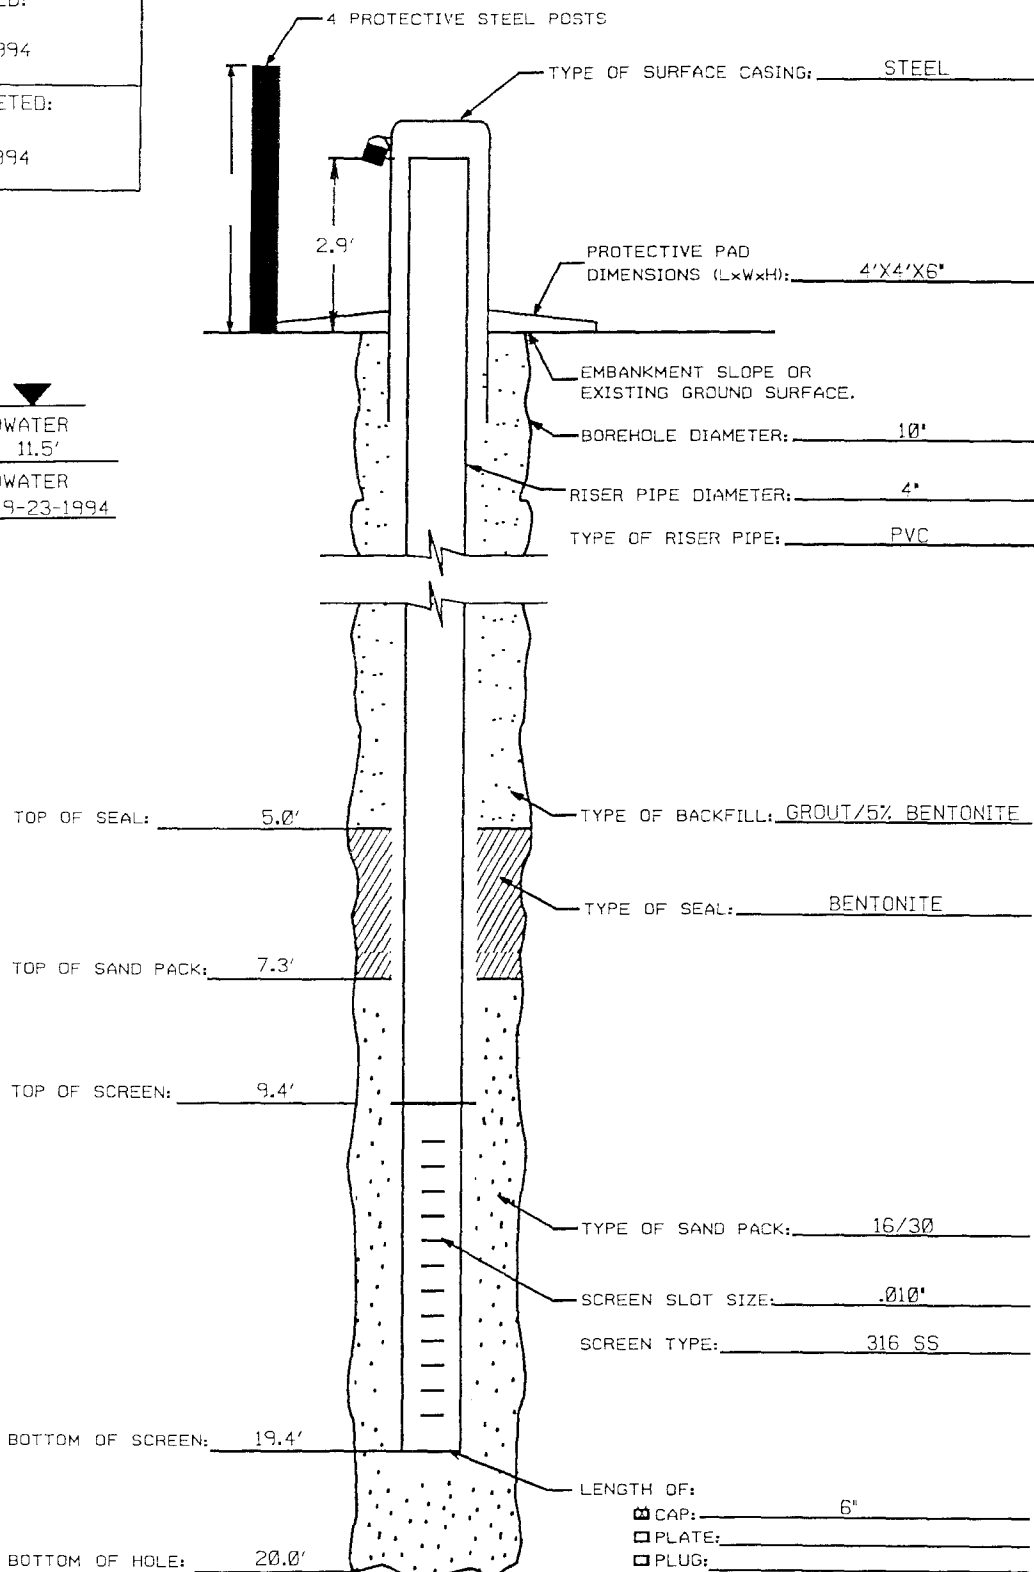 4 PROTECTIVE STEEL POSTS
1994
TYPE OF SURFACE CASING: STEEL
1994
2.9'
PROTECTIVE PAD
DIMENSIONS (LxWxH): 4'X4'X6"
EMBANKMENT SLOPE OR
EXISTING GROUND SURFACE.
11.5'
BOREHOLE DIAMETER: 10"
9-23-1994
RISER PIPE DIAMETER: 4"
TYPE OF RISER PIPE: PVC
TOP OF SEAL: 5.0'
TYPE OF BACKFILL: GROUT/5% BENTONITE
TYPE OF SEAL: BENTONITE
TOP OF SAND PACK: 7.3'
TOP OF SCREEN: 9.4'
TYPE OF SAND PACK: 16/30
SCREEN SLOT SIZE: .010"
SCREEN TYPE: 316 SS
BOTTOM OF SCREEN: 19.4'
LENGTH OF:
CAP: 6"
PLATE:
PLUG:
BOTTOM OF HOLE: 20.0'